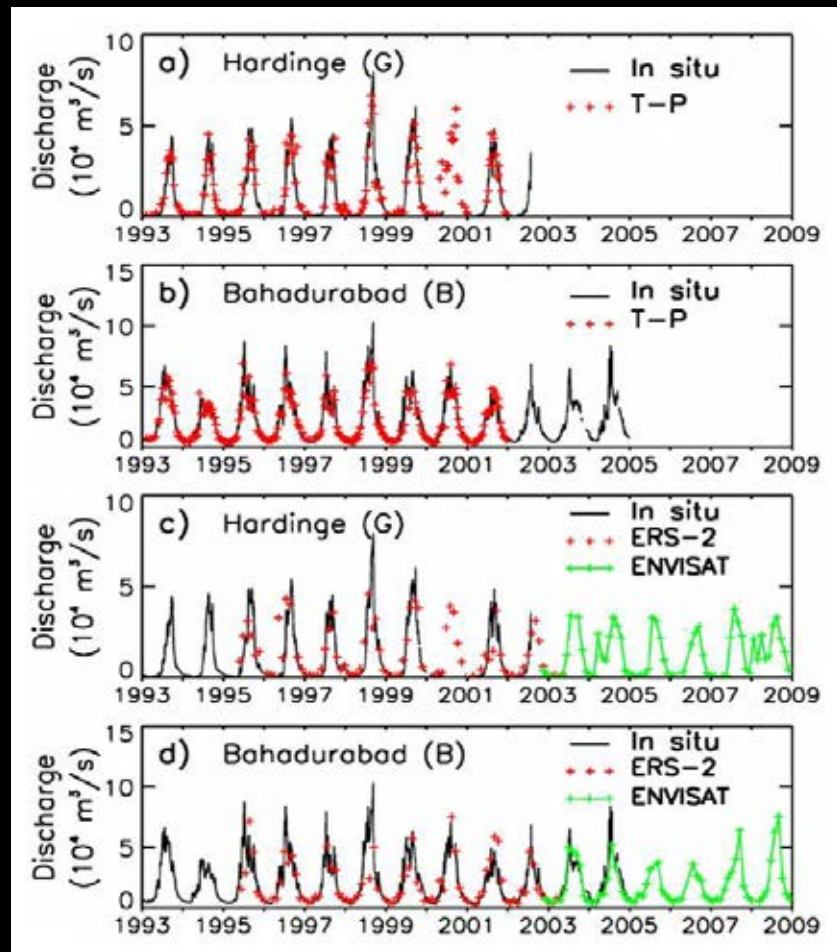 10
a) Hardinge (G)
In situ
T-P
5
0
Discharge
(10⁴ m³/s)
1993 1995 1997 1999 2001 2003 2005 2007 2009
15
b) Bahadurabad (B)
In situ
T-P
10
5
0
Discharge
(10⁴ m³/s)
1993 1995 1997 1999 2001 2003 2005 2007 2009
10
c) Hardinge (G)
In situ
ERS-2
ENVISAT
5
0
Discharge
(10⁴ m³/s)
1993 1995 1997 1999 2001 2003 2005 2007 2009
15
d) Bahadurabad (B)
In situ
ERS-2
ENVISAT
10
5
0
Discharge
(10⁴ m³/s)
1993 1995 1997 1999 2001 2003 2005 2007 2009